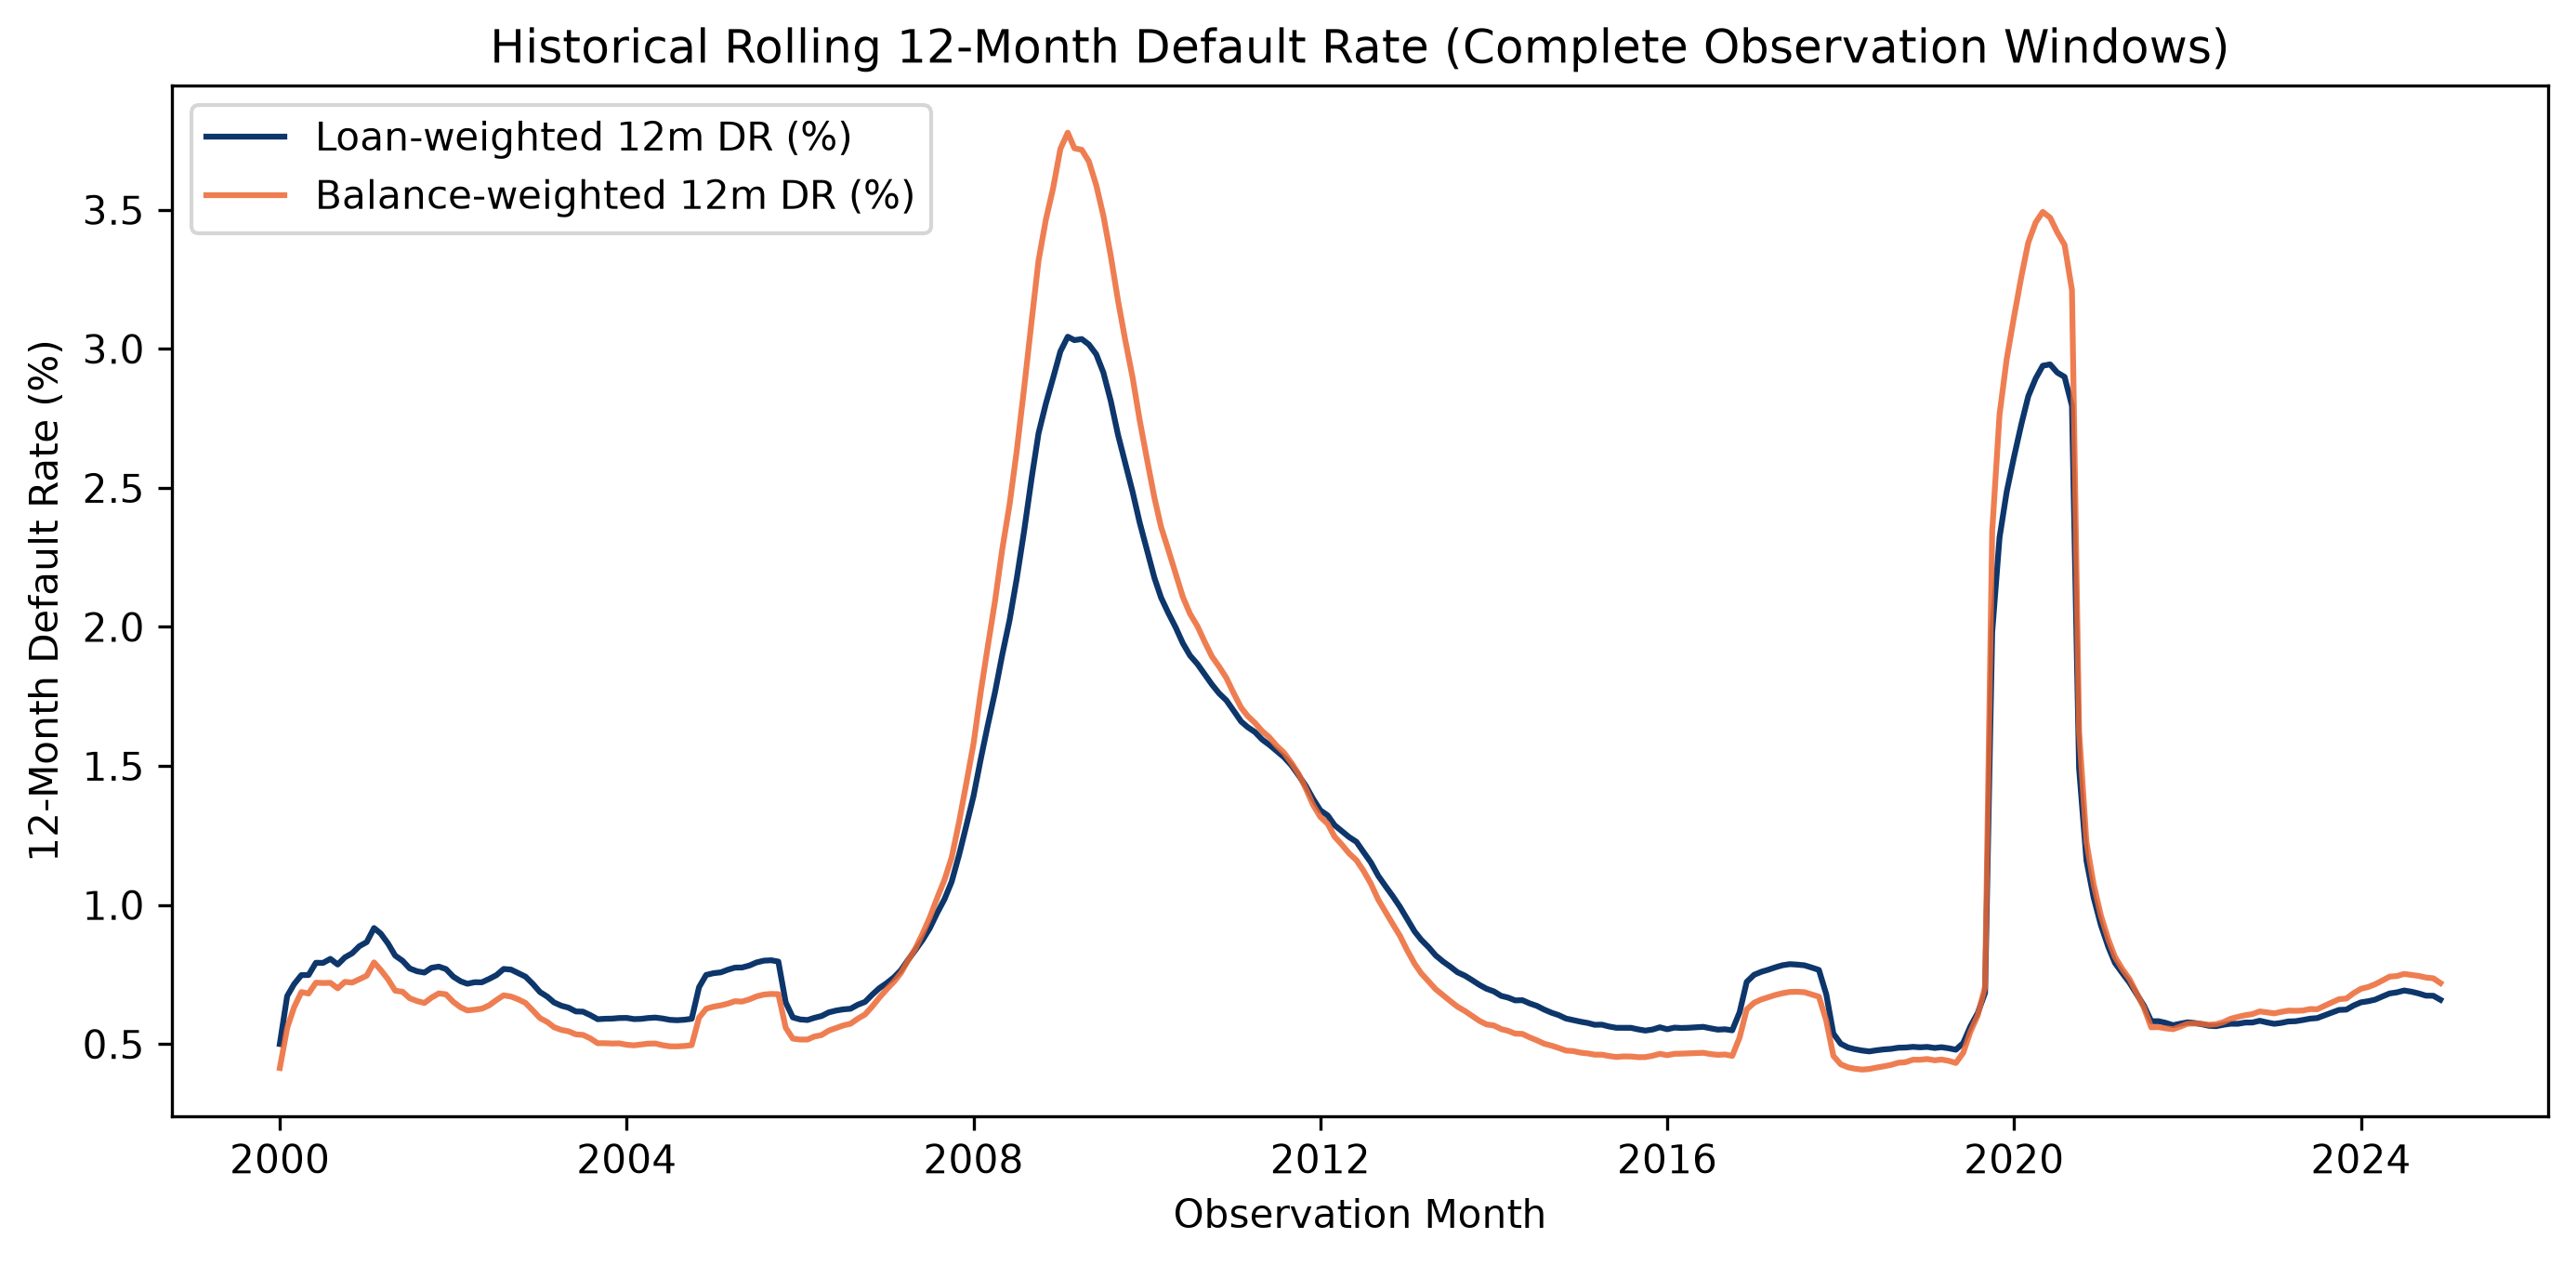 Historical Rolling 12-Month Default Rate (Complete Observation Windows)
Loan-weighted 12m DR (%)
Balance-weighted 12m DR (%)
12-Month Default Rate (%)
3.5
3.0
2.5
2.0
1.5
1.0
0.5
2000 2004 2008 2012 2016 2020 2024
Observation Month